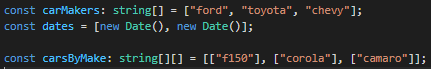 const carMakers: string[] = ["ford", "toyota", "chevy"];
const dates = [new Date(), new Date()];
const carsByMake: string[][] = [["f150"], ["corola"], ["camaro"]];